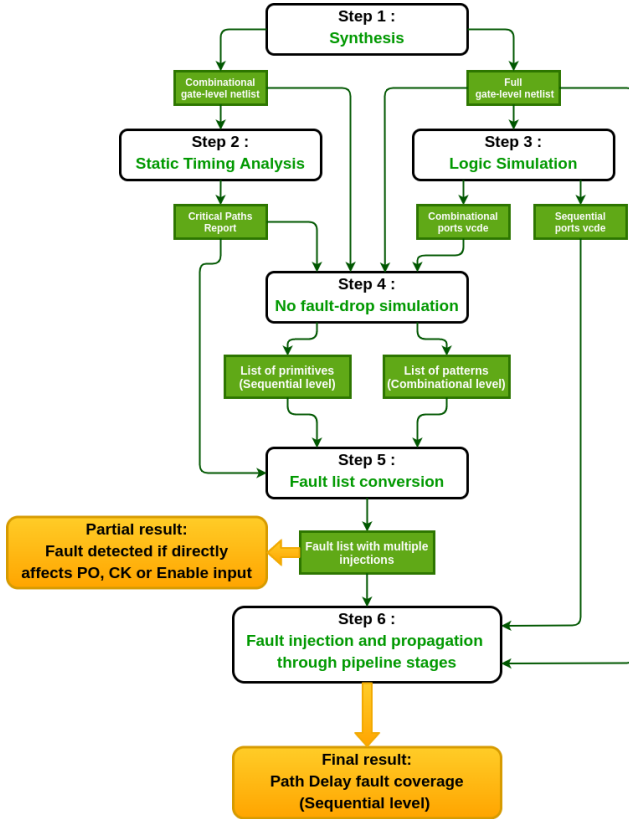 Step 1 :
Synthesis
Combinational
gate-level netlist
Full
gate-level netlist
Step 2 :
Static Timing Analysis
Step 3 :
Logic Simulation
Critical Paths
Report
Combinational
ports vcde
Sequential
ports vcde
Step 4 :
No fault-drop simulation
List of primitives
(Sequential level)
List of patterns
(Combinational level)
Step 5 :
Fault list conversion
Partial result:
Fault detected if directly
affects PO, CK or Enable input
Fault list with multiple
injections
Step 6 :
Fault injection and propagation
through pipeline stages
Final result:
Path Delay fault coverage
(Sequential level)